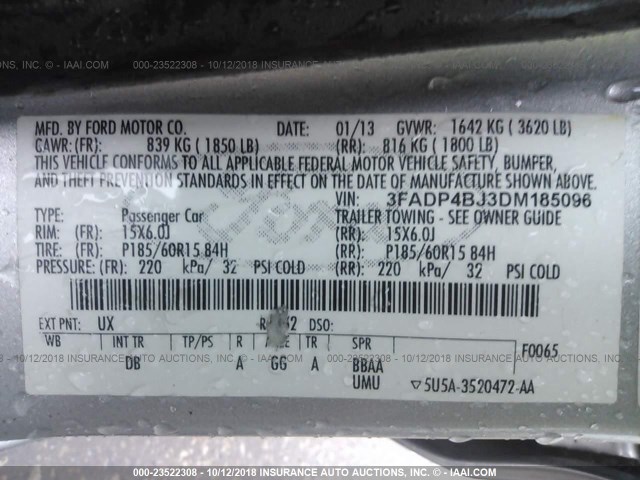 000-23522308 - 10/12/2018 INSURANCE AUTO AUCTIONS, INC. - IAAI.COM
MFD. BY FORD MOTOR CO. DATE: 01/13 GVWR: 1642 KG ( 3620 LB)
GAWR:(FR): 839 KG ( 1850 LB) (RR): 816 KG ( 1800 LB)
THIS VEHICLE CONFORMS TO ALL APPLICABLE FEDERAL MOTOR VEHICLE SAFETY, BUMPER,
AND THEFT PREVENTION STANDARDS IN EFFECT ON THE DATE OF MANUFACTURE SHOWN ABOVE.
VIN: 3FADP4BJ3DM185096
TYPE: Passenger Car TRAILER TOWING - SEE OWNER GUIDE
RIM: (FR): 15X6.0J (RR): 15X6.0J
TIRE: (FR): P185/60R15 84H (RR): P185/60R15 84H
PRESSURE: (FR): 220 kPa/ 32 PSI COLD (RR): 220 kPa/ 32 PSI COLD
EXT PNT: UX DSO:
WB INT TR TP/PS R TR SPR F0065
DB A GG A BBAA
UMU 5U5A-3520472-AA
000-23522308 - 10/12/2018 INSURANCE AUTO AUCTIONS, INC. - IAAI.COM